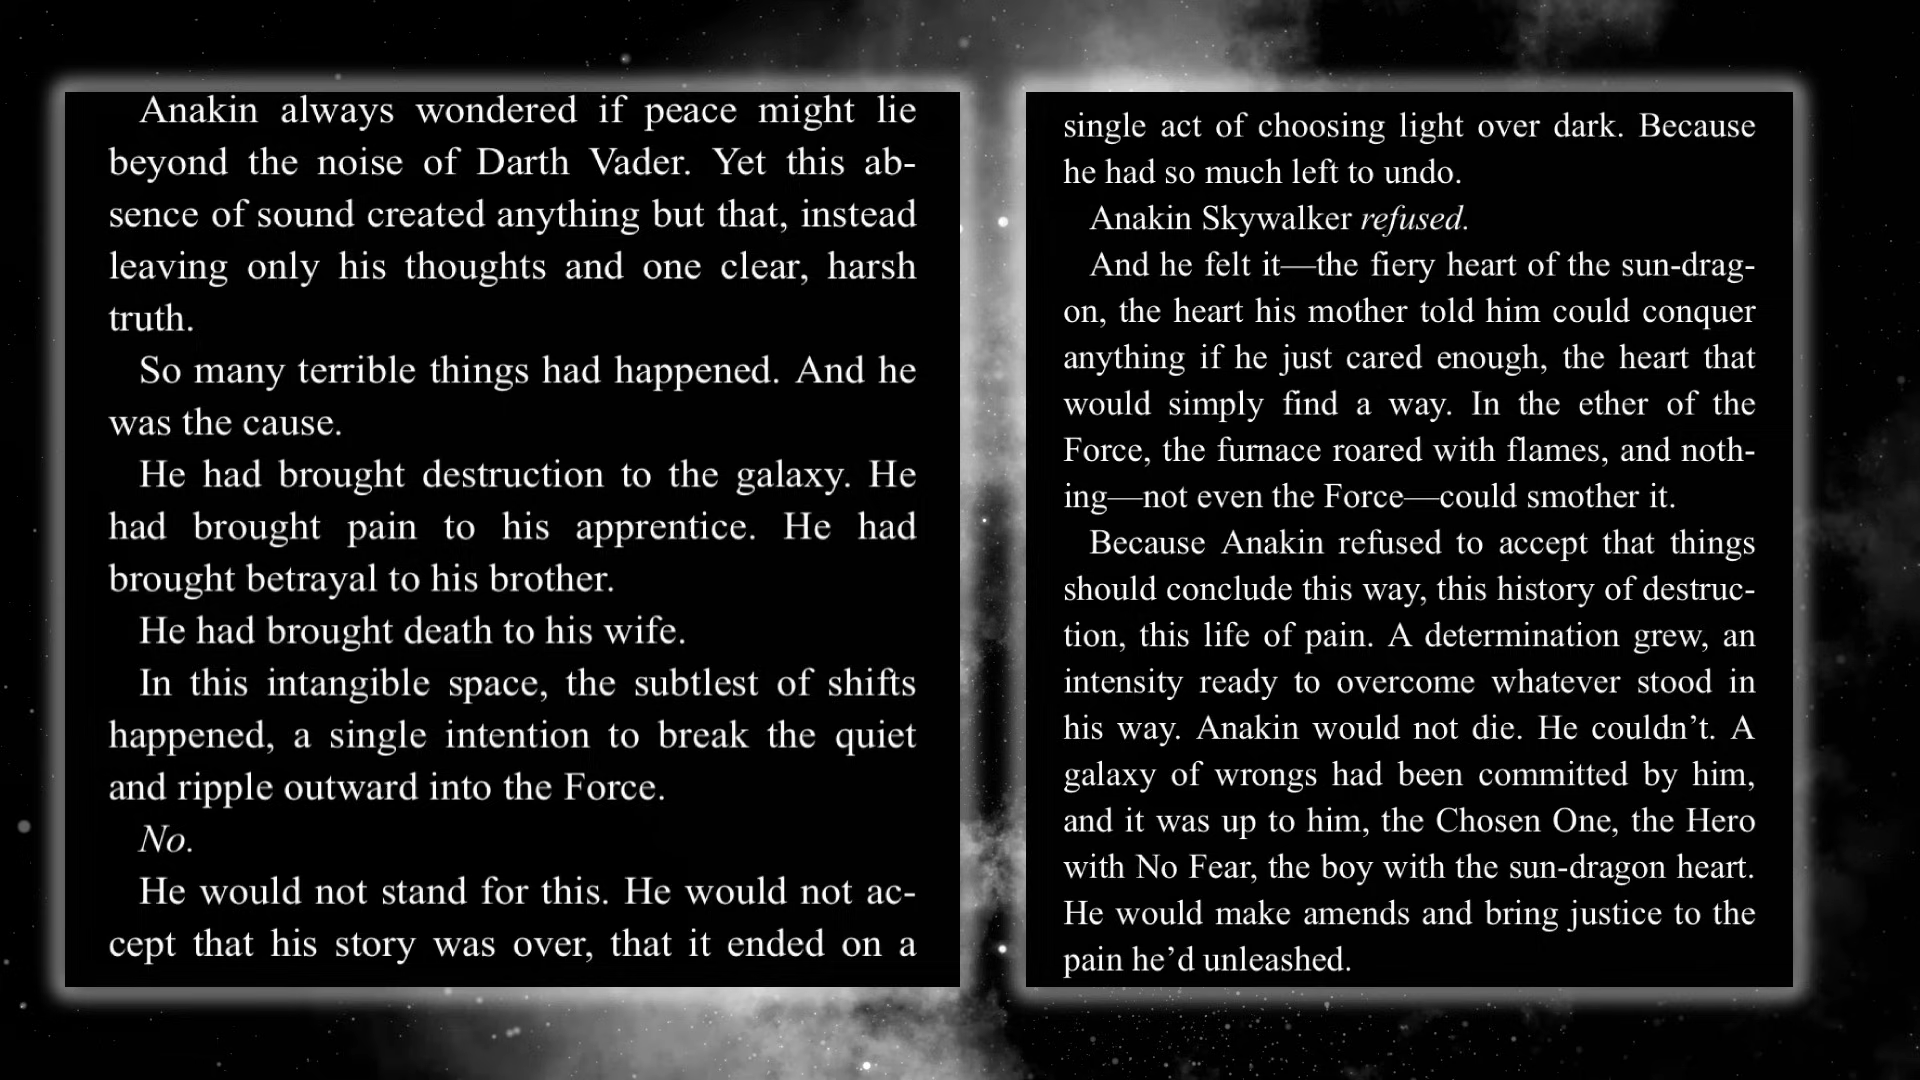 Anakin always wondered if peace might lie
beyond the noise of Darth Vader. Yet this ab-
sence of sound created anything but that, instead
leaving only his thoughts and one clear, harsh
truth.
So many terrible things had happened. And he
was the cause.
He had brought destruction to the galaxy. He
had brought pain to his apprentice. He had
brought betrayal to his brother.
He had brought death to his wife.
In this intangible space, the subtlest of shifts
happened, a single intention to break the quiet
and ripple outward into the Force.
No.
He would not stand for this. He would not ac-
cept that his story was over, that it ended on a
single act of choosing light over dark. Because
he had so much left to undo.
Anakin Skywalker refused.
And he felt it—the fiery heart of the sun-drag-
on, the heart his mother told him could conquer
anything if he just cared enough, the heart that
would simply find a way. In the ether of the
Force, the furnace roared with flames, and noth-
ing—not even the Force—could smother it.
Because Anakin refused to accept that things
should conclude this way, this history of destruc-
tion, this life of pain. A determination grew, an
intensity ready to overcome whatever stood in
his way. Anakin would not die. He couldn’t. A
galaxy of wrongs had been committed by him,
and it was up to him, the Chosen One, the Hero
with No Fear, the boy with the sun-dragon heart.
He would make amends and bring justice to the
pain he’d unleashed.